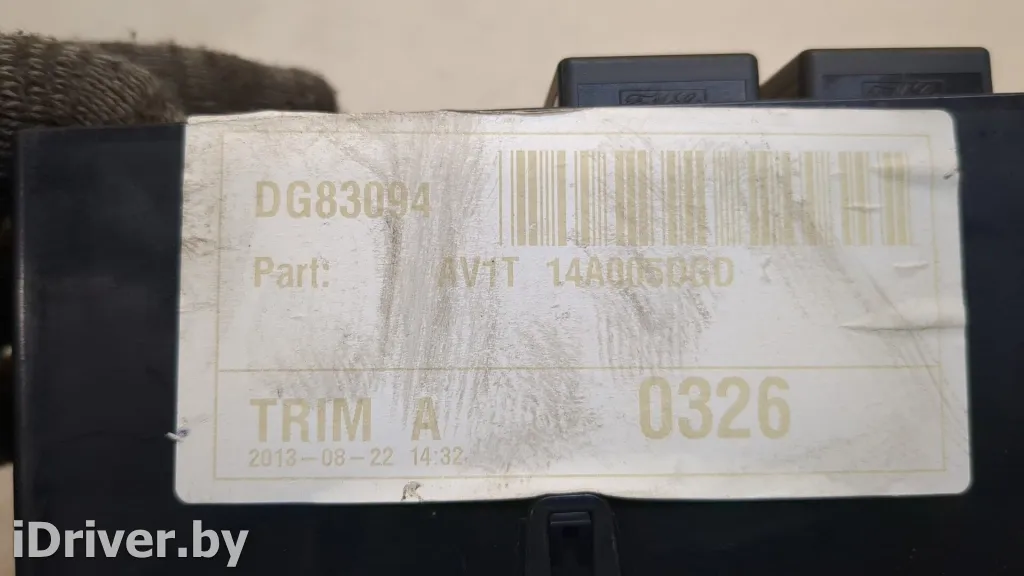 DG83094
Part: AV1T 14A005DGD
TRIM A 0326
2013-08-22 14:32
iDriver.by